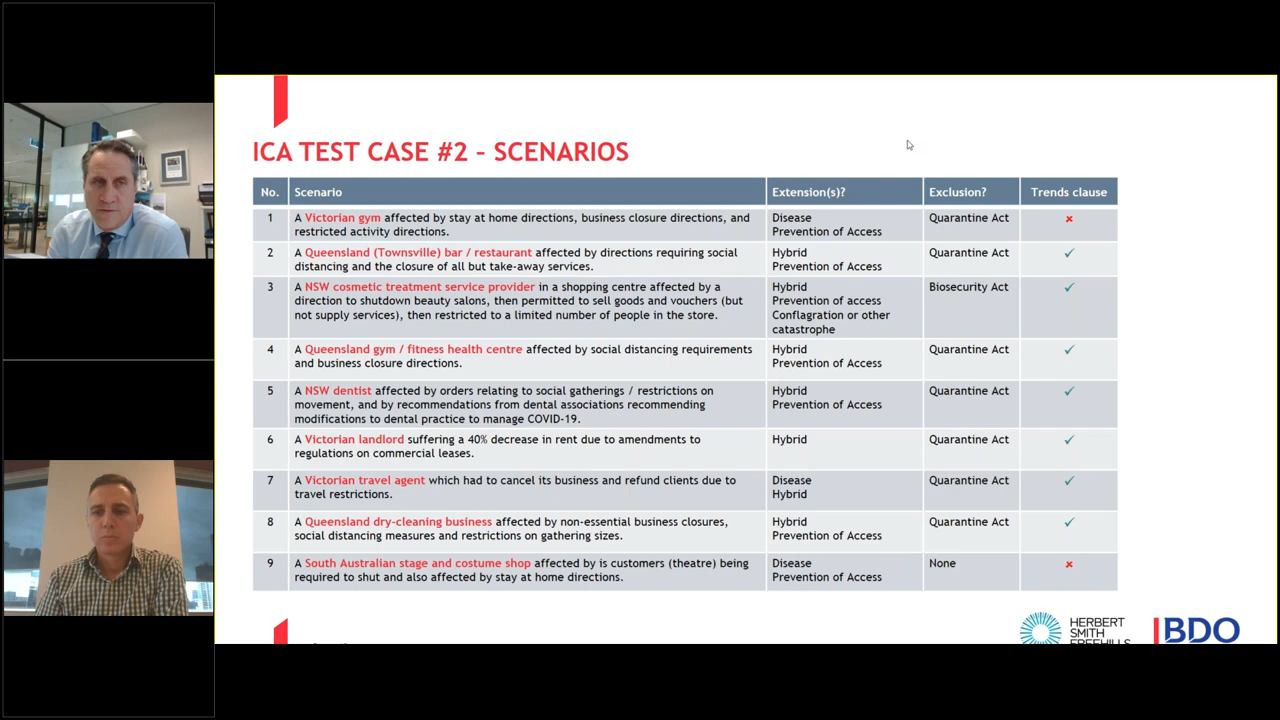 ICA TEST CASE #2 – SCENARIOS
No. Scenario Extension(s)? Exclusion? Trends clause
1 A Victorian gym affected by stay at home directions, business closure directions, and Disease Quarantine Act ×
restricted activity directions. Prevention of Access
2 A Queensland (Townsville) bar / restaurant affected by directions requiring social Hybrid Quarantine Act ✓
distancing and the closure of all but take-away services. Prevention of Access
3 A NSW cosmetic treatment service provider in a shopping centre affected by a Hybrid Biosecurity Act ✓
direction to shutdown beauty salons, then permitted to sell goods and vouchers (but Prevention of access
not supply services), then restricted to a limited number of people in the store. Conflagration or other
catastrophe
4 A Queensland gym / fitness health centre affected by social distancing requirements Hybrid Quarantine Act ✓
and business closure directions. Prevention of Access
5 A NSW dentist affected by orders relating to social gatherings / restrictions on Hybrid Quarantine Act ✓
movement, and by recommendations from dental associations recommending Prevention of Access
modifications to dental practice to manage COVID-19.
6 A Victorian landlord suffering a 40% decrease in rent due to amendments to Hybrid Quarantine Act ✓
regulations on commercial leases.
7 A Victorian travel agent which had to cancel its business and refund clients due to Disease Quarantine Act ✓
travel restrictions. Hybrid
8 A Queensland dry-cleaning business affected by non-essential business closures, Hybrid Quarantine Act ✓
social distancing measures and restrictions on gathering sizes. Prevention of Access
9 A South Australian stage and costume shop affected by is customers (theatre) being Disease None ×
required to shut and also affected by stay at home directions. Prevention of Access
HERBERT
SMITH
FREEHILLS
BDO